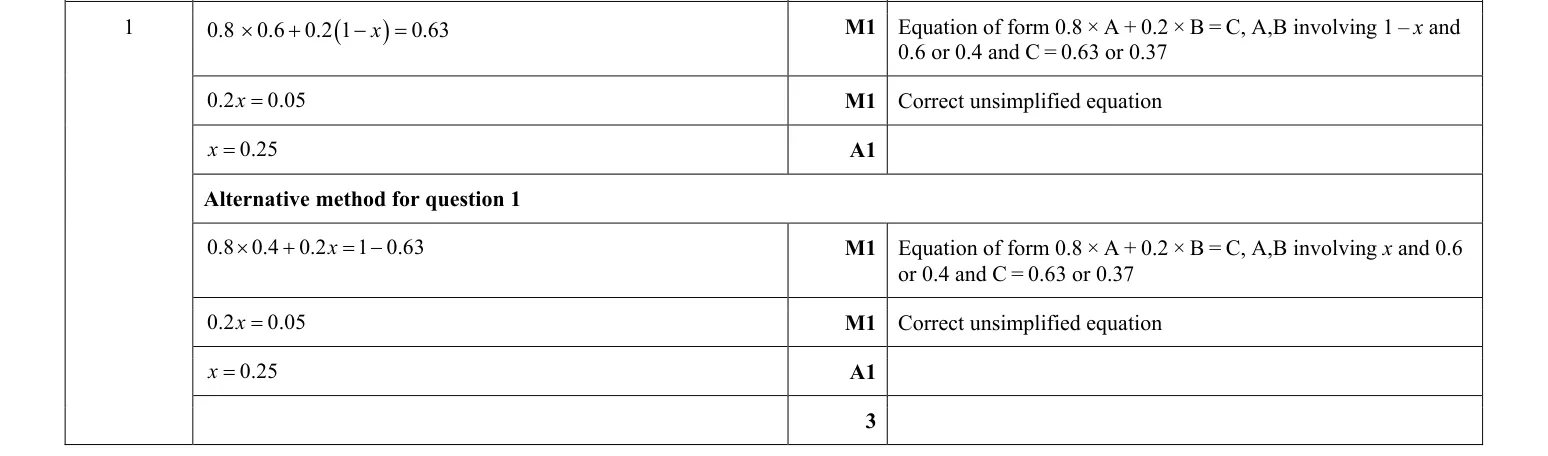 1
0.8 × 0.6 + 0.2(1 − x) = 0.63
M1
Equation of form 0.8 × A + 0.2 × B = C, A,B involving 1 – x and
0.6 or 0.4 and C = 0.63 or 0.37
0.2x = 0.05
M1
Correct unsimplified equation
x = 0.25
A1
Alternative method for question 1
0.8 × 0.4 + 0.2x = 1 − 0.63
M1
Equation of form 0.8 × A + 0.2 × B = C, A,B involving x and 0.6
or 0.4 and C = 0.63 or 0.37
0.2x = 0.05
M1
Correct unsimplified equation
x = 0.25
A1
3